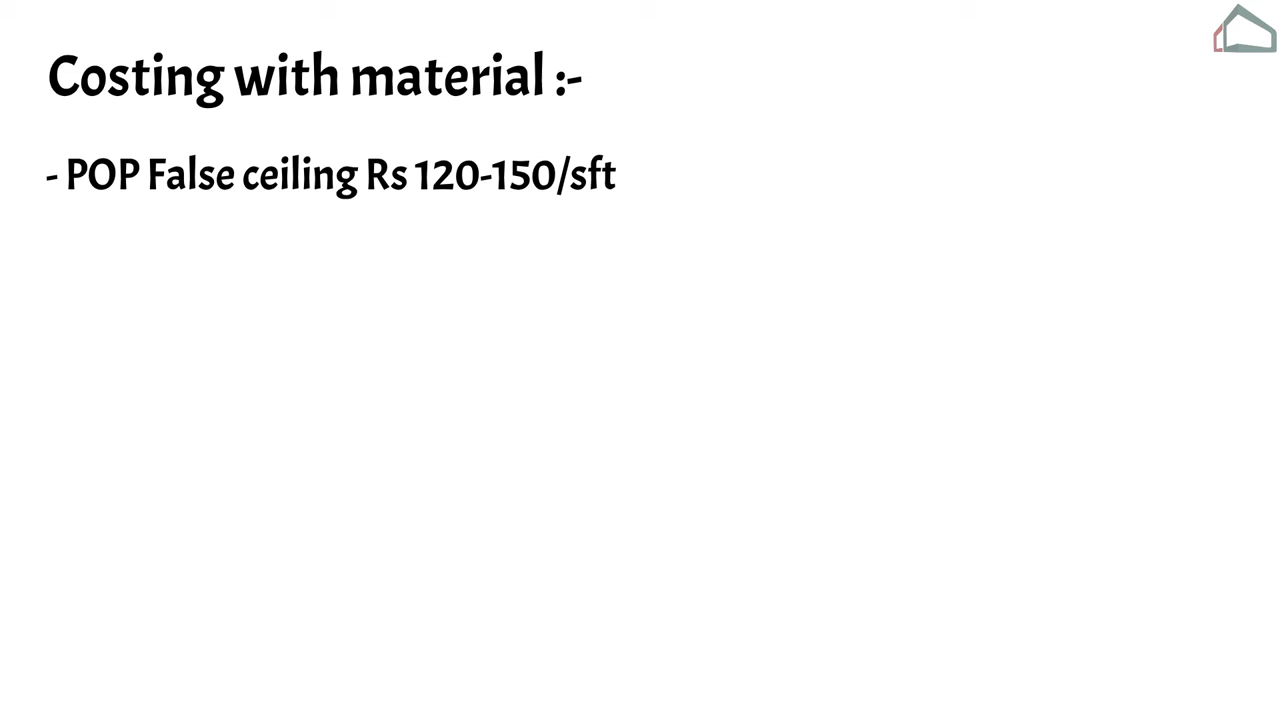 Costing with material :-
- POP False ceiling Rs 120-150/sft